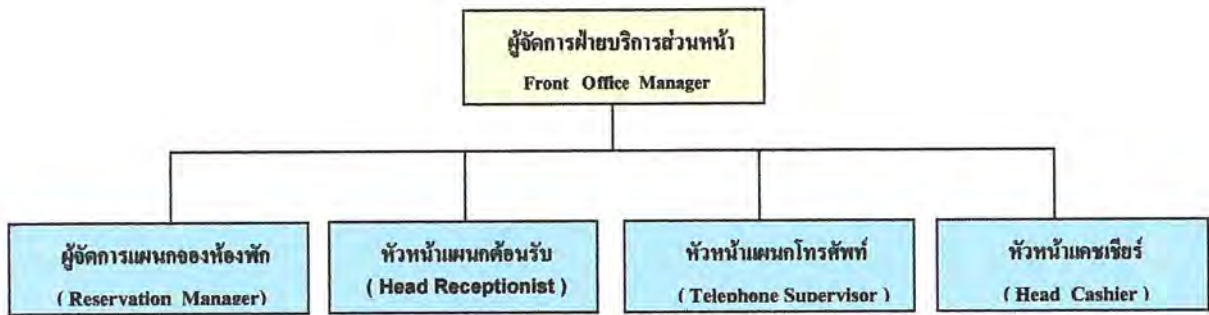 ผู้จัดการฝ่ายบริการส่วนหน้า
Front Office Manager
ผู้จัดการแผนกจองห้องพัก
( Reservation Manager)
หัวหน้าแผนกต้อนรับ
( Head Receptionist )
หัวหน้าแผนกโทรศัพท์
( Telephone Supervisor )
หัวหน้าแคชเชียร์
( Head Cashier )